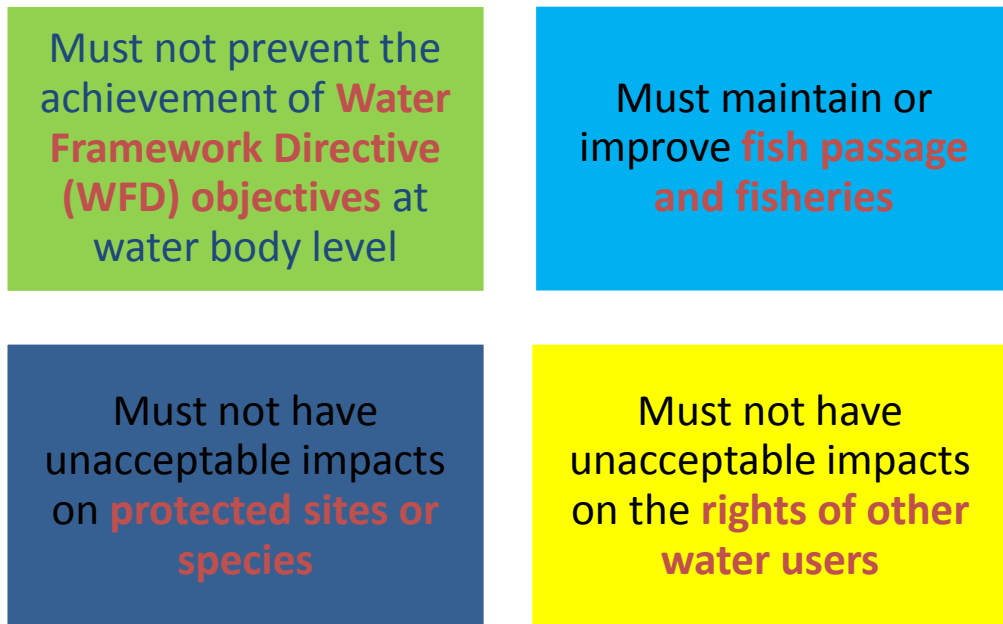 Must not prevent the
achievement of Water
Framework Directive
(WFD) objectives at
water body level
Must maintain or
improve fish passage
and fisheries
Must not have
unacceptable impacts
on protected sites or
species
Must not have
unacceptable impacts
on the rights of other
water users